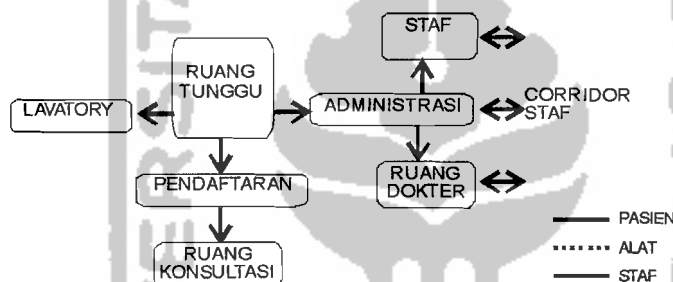 STAF
RUANG
TUNGGU
LAVATORY
ADMINISTRASI
CORRIDOR
STAF
PENDAFTARAN
RUANG
DOKTER
RUANG
KONSULTASI
PASIEN
ALAT
STAF